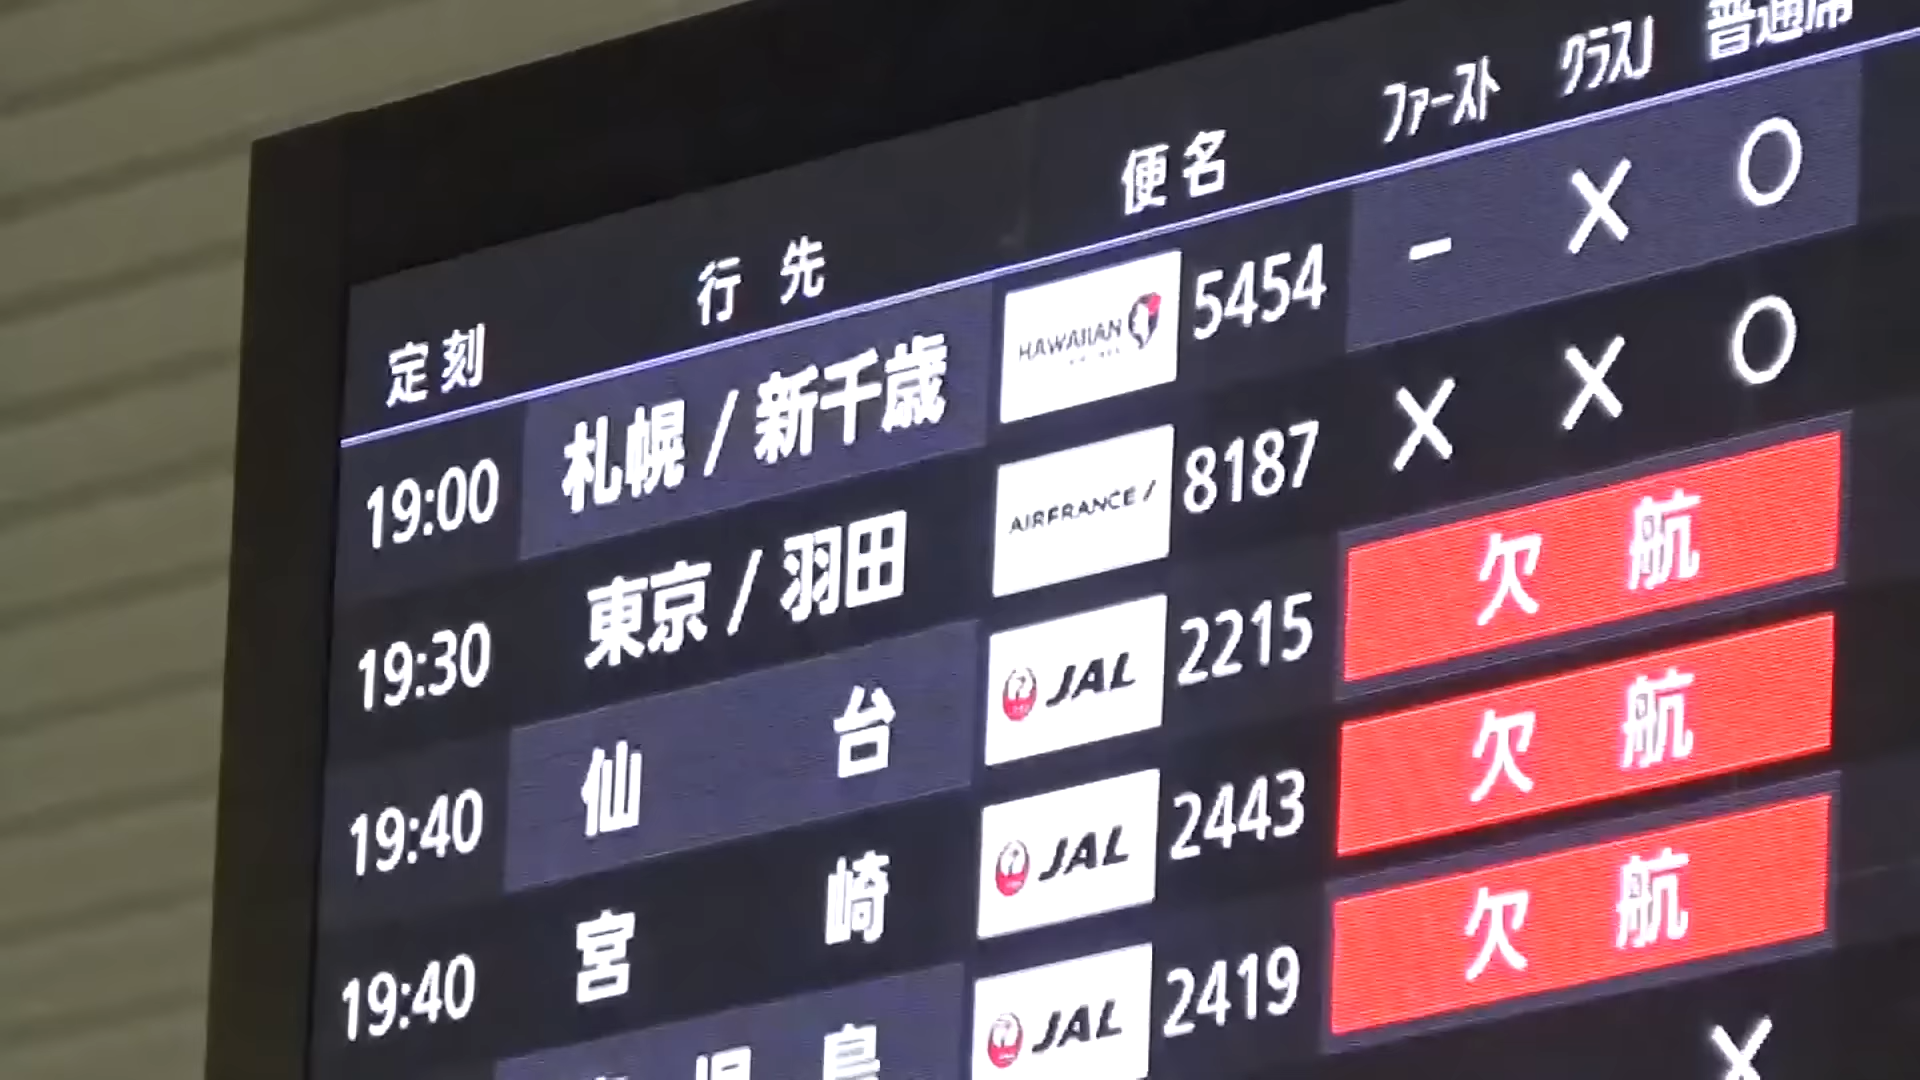 定刻 行先 便名 ファースト クラスJ 普通席
19:00 札幌/新千歳 HAWAIIAN 5454 - X O
19:30 東京/羽田 AIRFRANCE/ 8187 X X O
19:40 仙台 JAL 2215 欠航
19:40 宮崎 JAL 2443 欠航
児島 JAL 2419 欠航
X